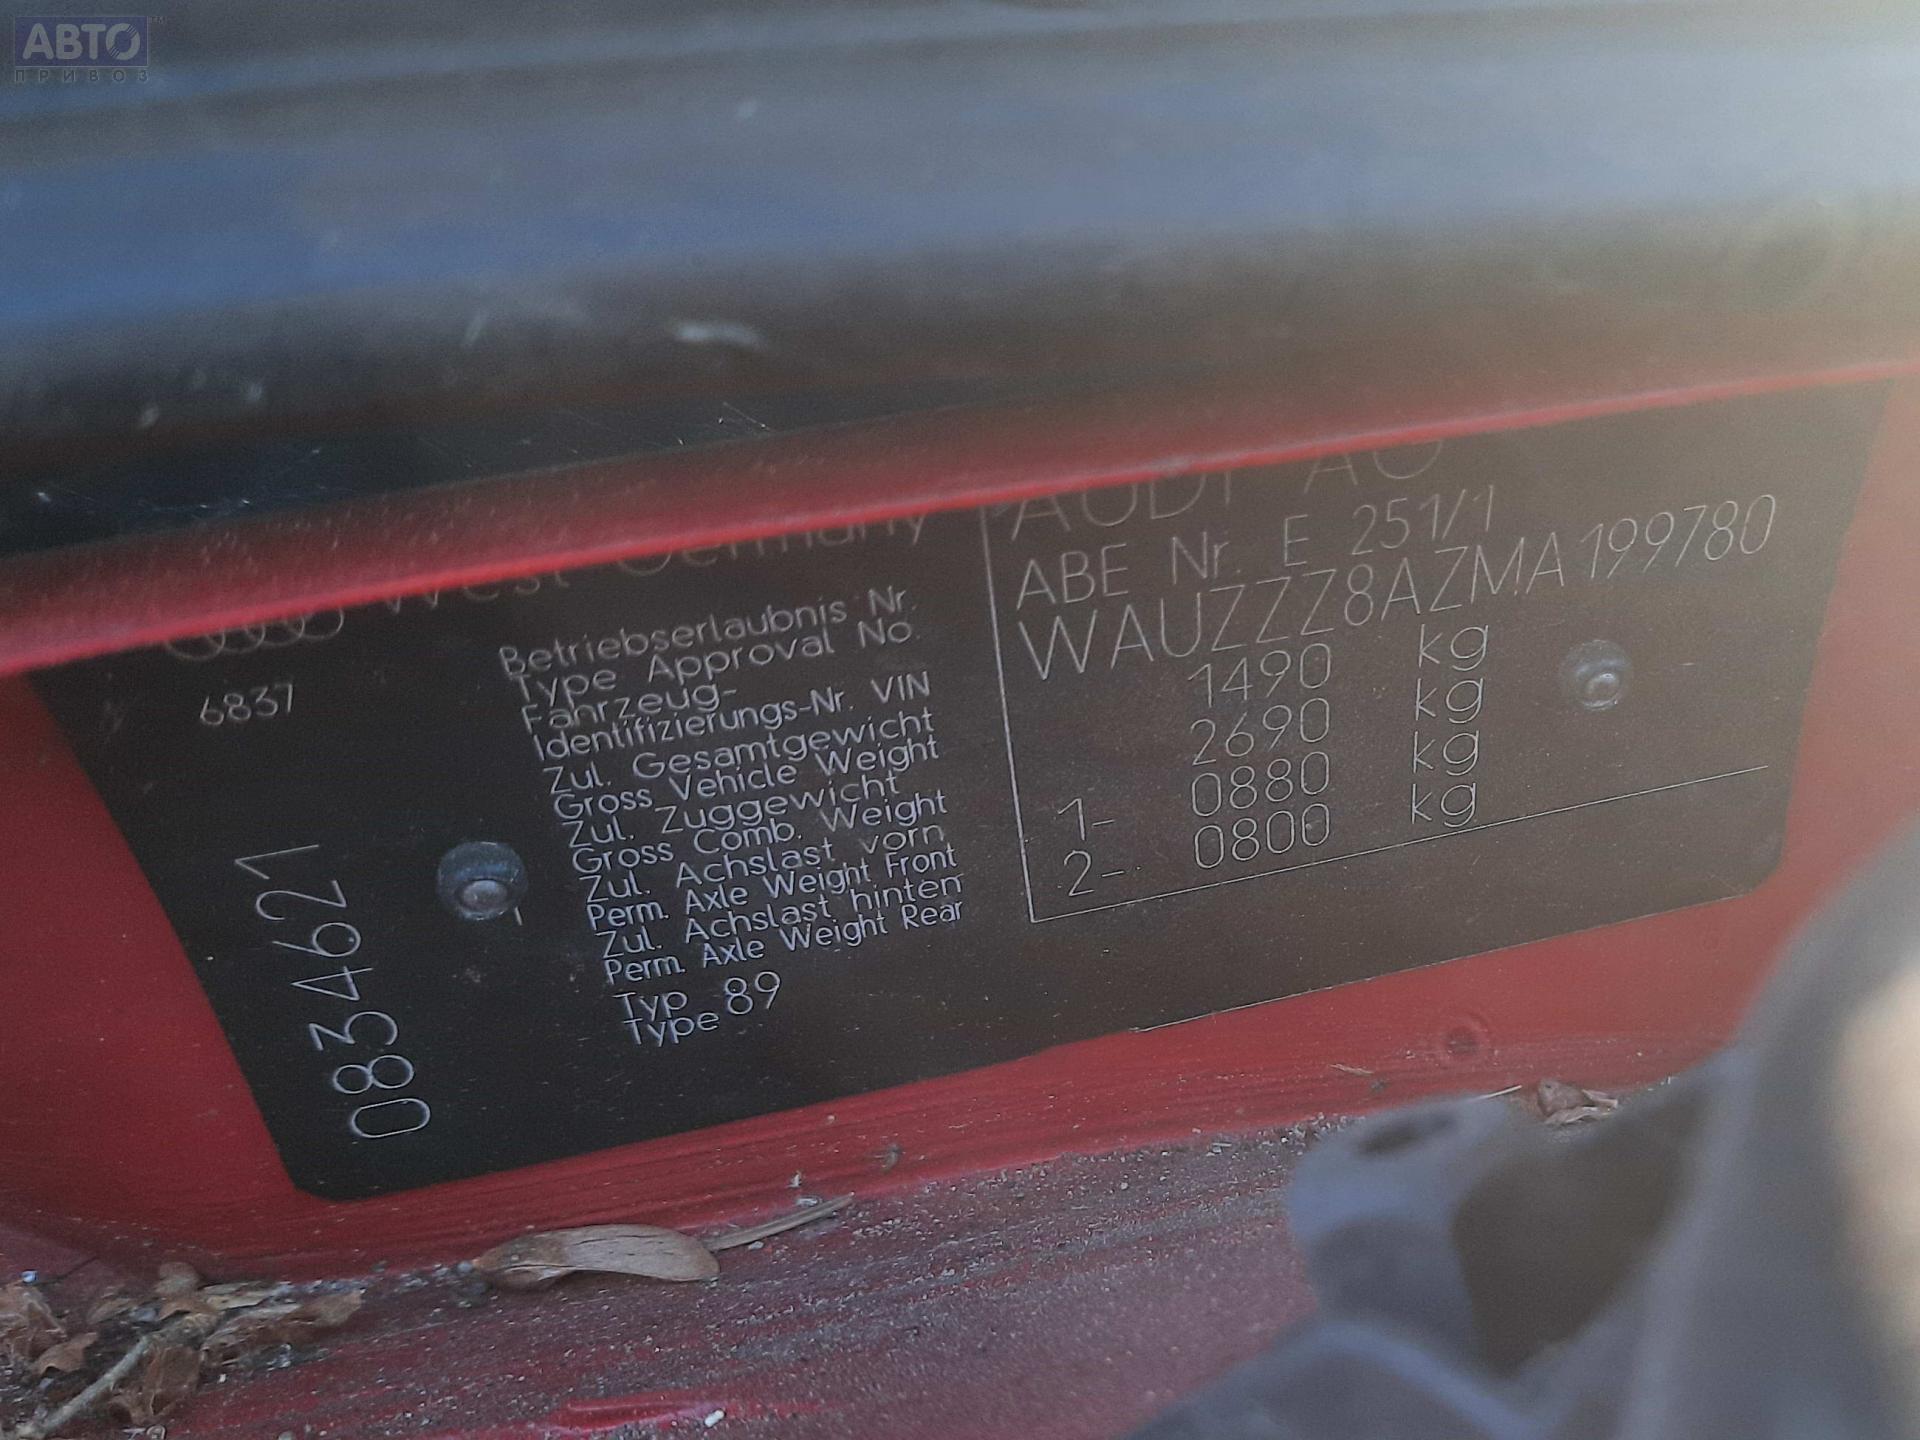 АВТО
ПРИВОЗ
West Germany
AUDI AG
6837
Betriebserlaubnis Nr.
Type Approval No.
ABE Nr. E 251/1
Fahrzeug-
Identifizierungs-Nr. VIN
WAUZZZ8AZMA199780
Zul. Gesamtgewicht
Gross Vehicle Weight
1490 kg
Zul. Zuggewicht
Gross Comb. Weight
2690 kg
Zul. Achslast vorn
Perm. Axle Weight Front
1- 0880 kg
Zul. Achslast hinten
Perm. Axle Weight Rear
2- 0800 kg
Typ
Type 89
0834621